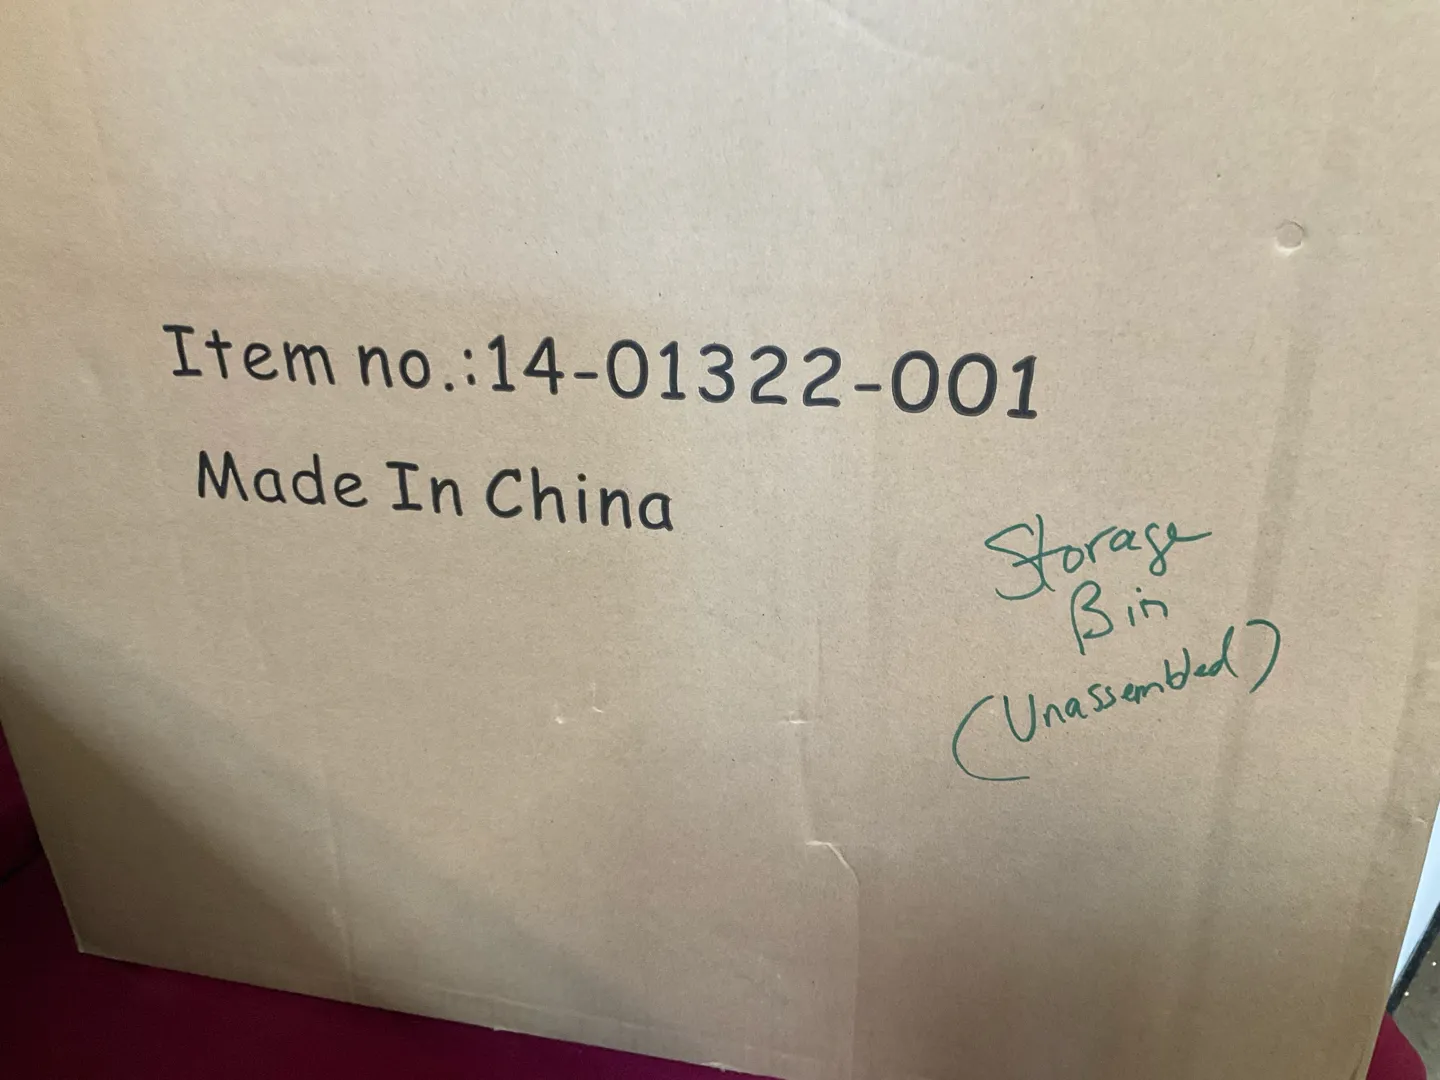 Item no.:14-01322-001
Made In China
Storage
Bin
(Unassembled)